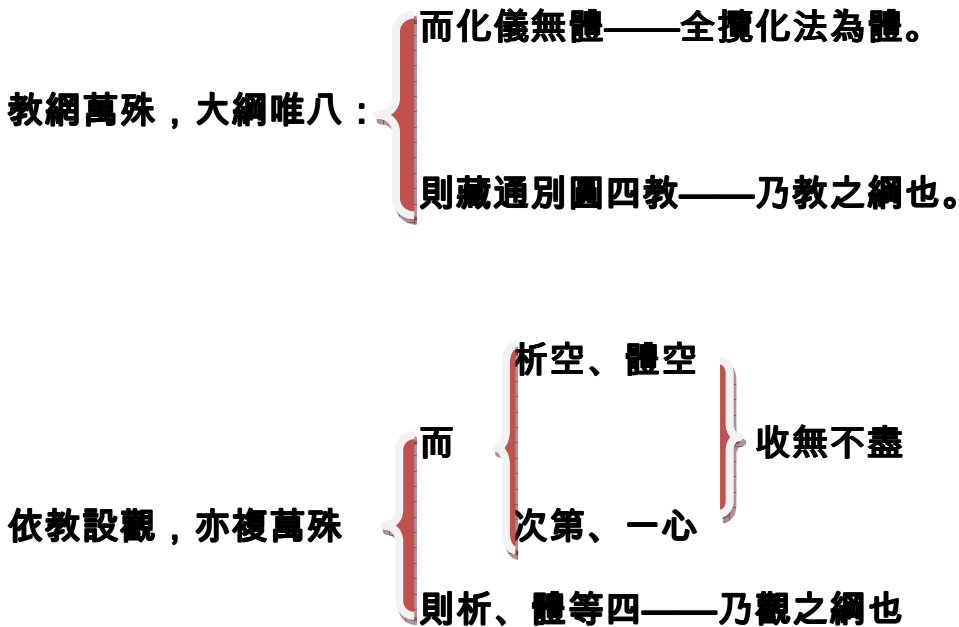 而化儀無體——全攬化法為體。
教網萬殊，大綱唯八：
則藏通別圓四教——乃教之綱也。
析空、體空
而
收無不盡
依教設觀，亦複萬殊
次第、一心
則析、體等四——乃觀之綱也